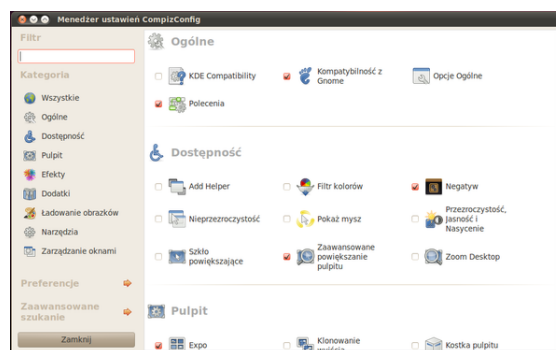 Menedżer ustawień CompizConfig
Filtr
Kategoria
Wszystkie
Ogólne
Dostępność
Pulpit
Efekty
Dodatki
Ładowanie obrazków
Narzędzia
Zarządzanie oknami
Preferencje
Zaawansowane
szukanie
Zamknij
Ogólne
KDE Compatibility
Kompatybilność z
Gnome
Opcje Ogólne
Polecenia
Dostępność
Add Helper
Filtr kolorów
Negatyw
Nieprzezroczystość
Pokaż mysz
Przezroczystość,
Jasność i
Nasycenie
Szkło
powiększające
Zaawansowane
powiększanie
pulpitu
Zoom Desktop
Pulpit
Expo
Klonowanie
Kostka pulpitu